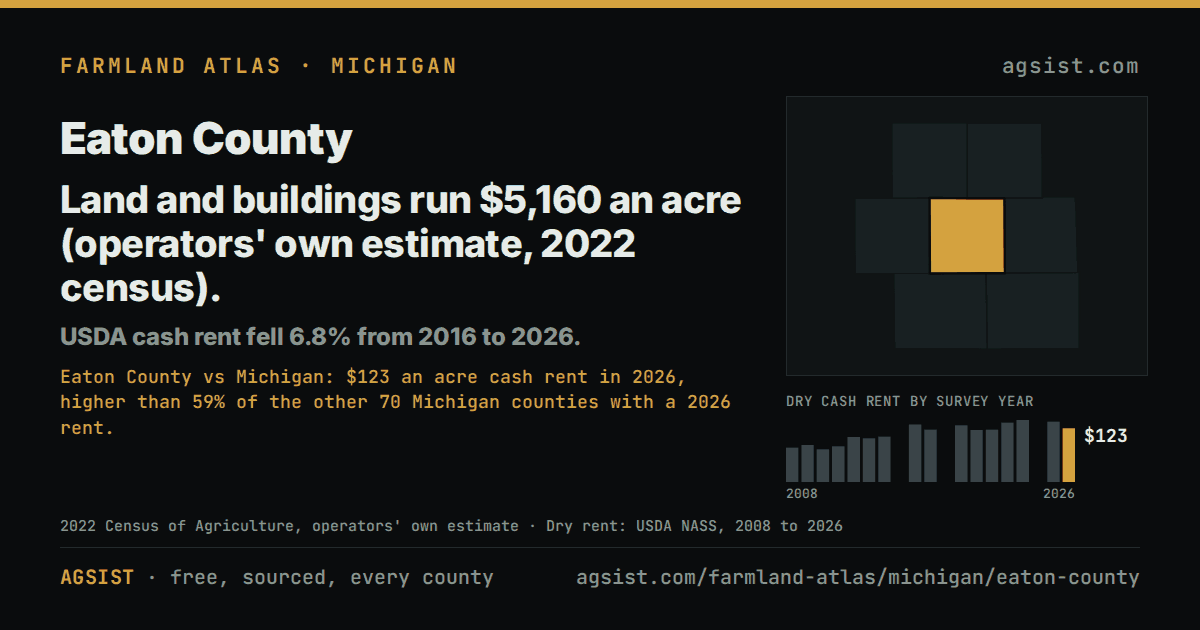 FARMLAND ATLAS · MICHIGAN
agsist.com
Eaton County
Land and buildings run $5,160 an acre
(operators' own estimate, 2022
census).
USDA cash rent fell 6.8% from 2016 to 2026.
Eaton County vs Michigan: $123 an acre cash rent in 2026,
higher than 59% of the other 70 Michigan counties with a 2026
rent.
DRY CASH RENT BY SURVEY YEAR
$123
2008
2026
2022 Census of Agriculture, operators' own estimate · Dry rent: USDA NASS, 2008 to 2026
AGSIST · free, sourced, every county
agsist.com/farmland-atlas/michigan/eaton-county